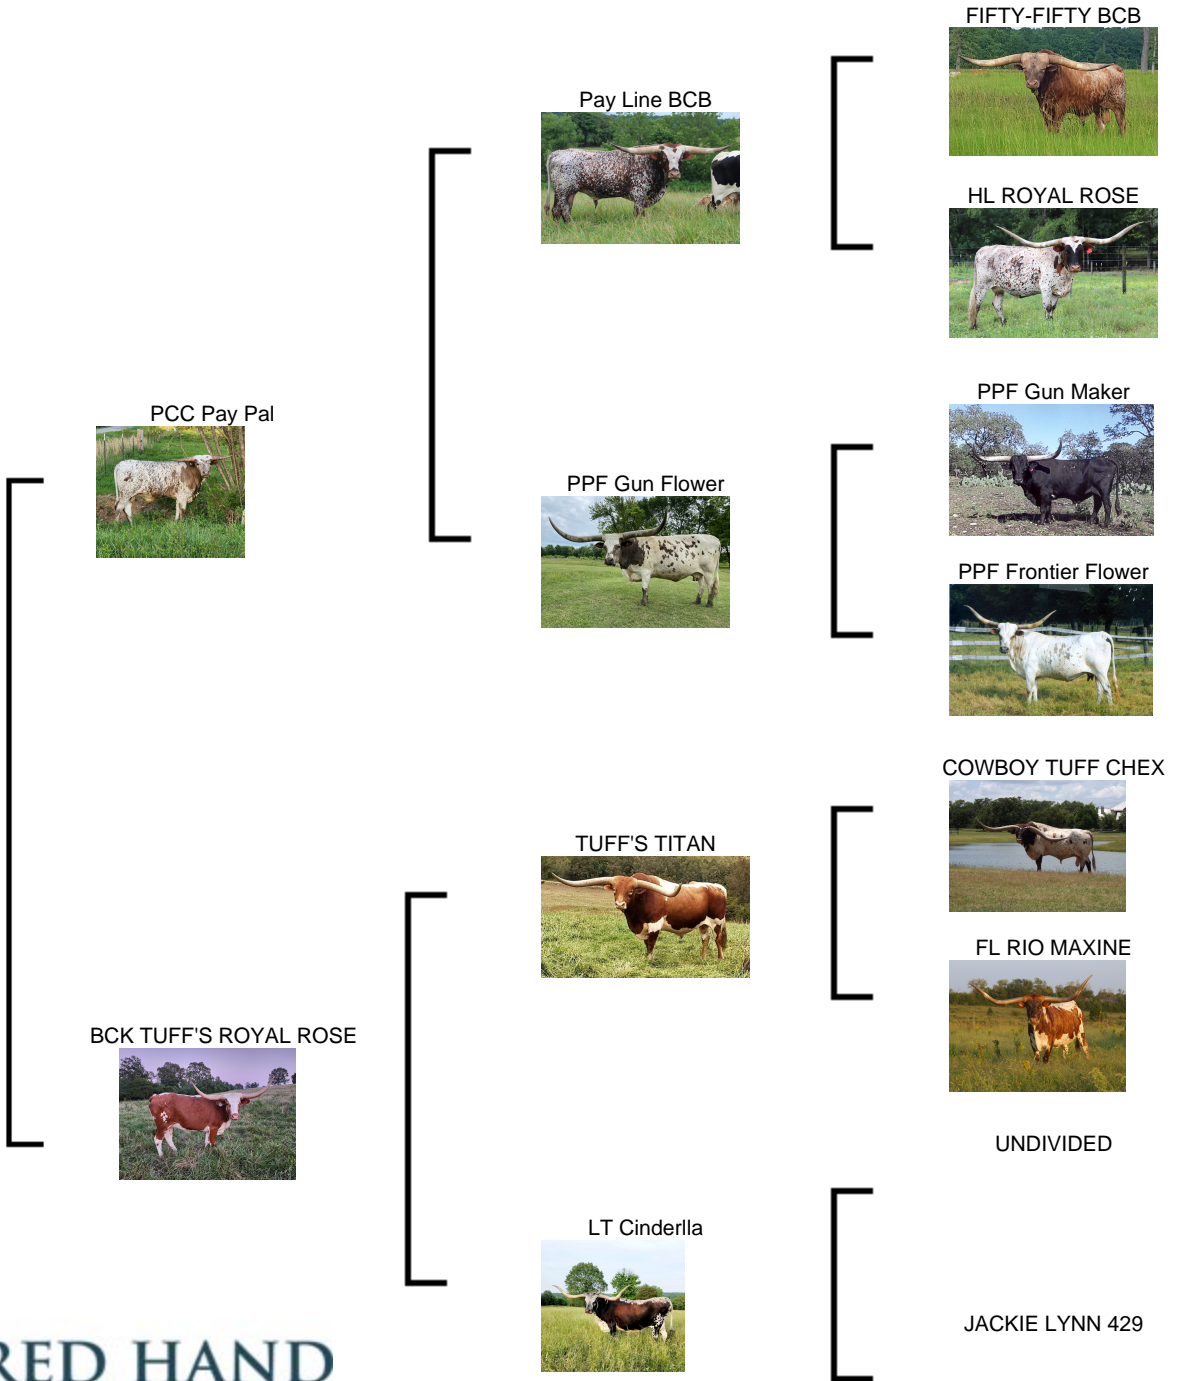 FIFTY-FIFTY BCB
Pay Line BCB
HL ROYAL ROSE
PPF Gun Maker
PCC Pay Pal
PPF Gun Flower
PPF Frontier Flower
COWBOY TUFF CHEX
TUFF'S TITAN
FL RIO MAXINE
BCK TUFF'S ROYAL ROSE
UNDIVIDED
LT Cinderlla
JACKIE LYNN 429
RED HAND